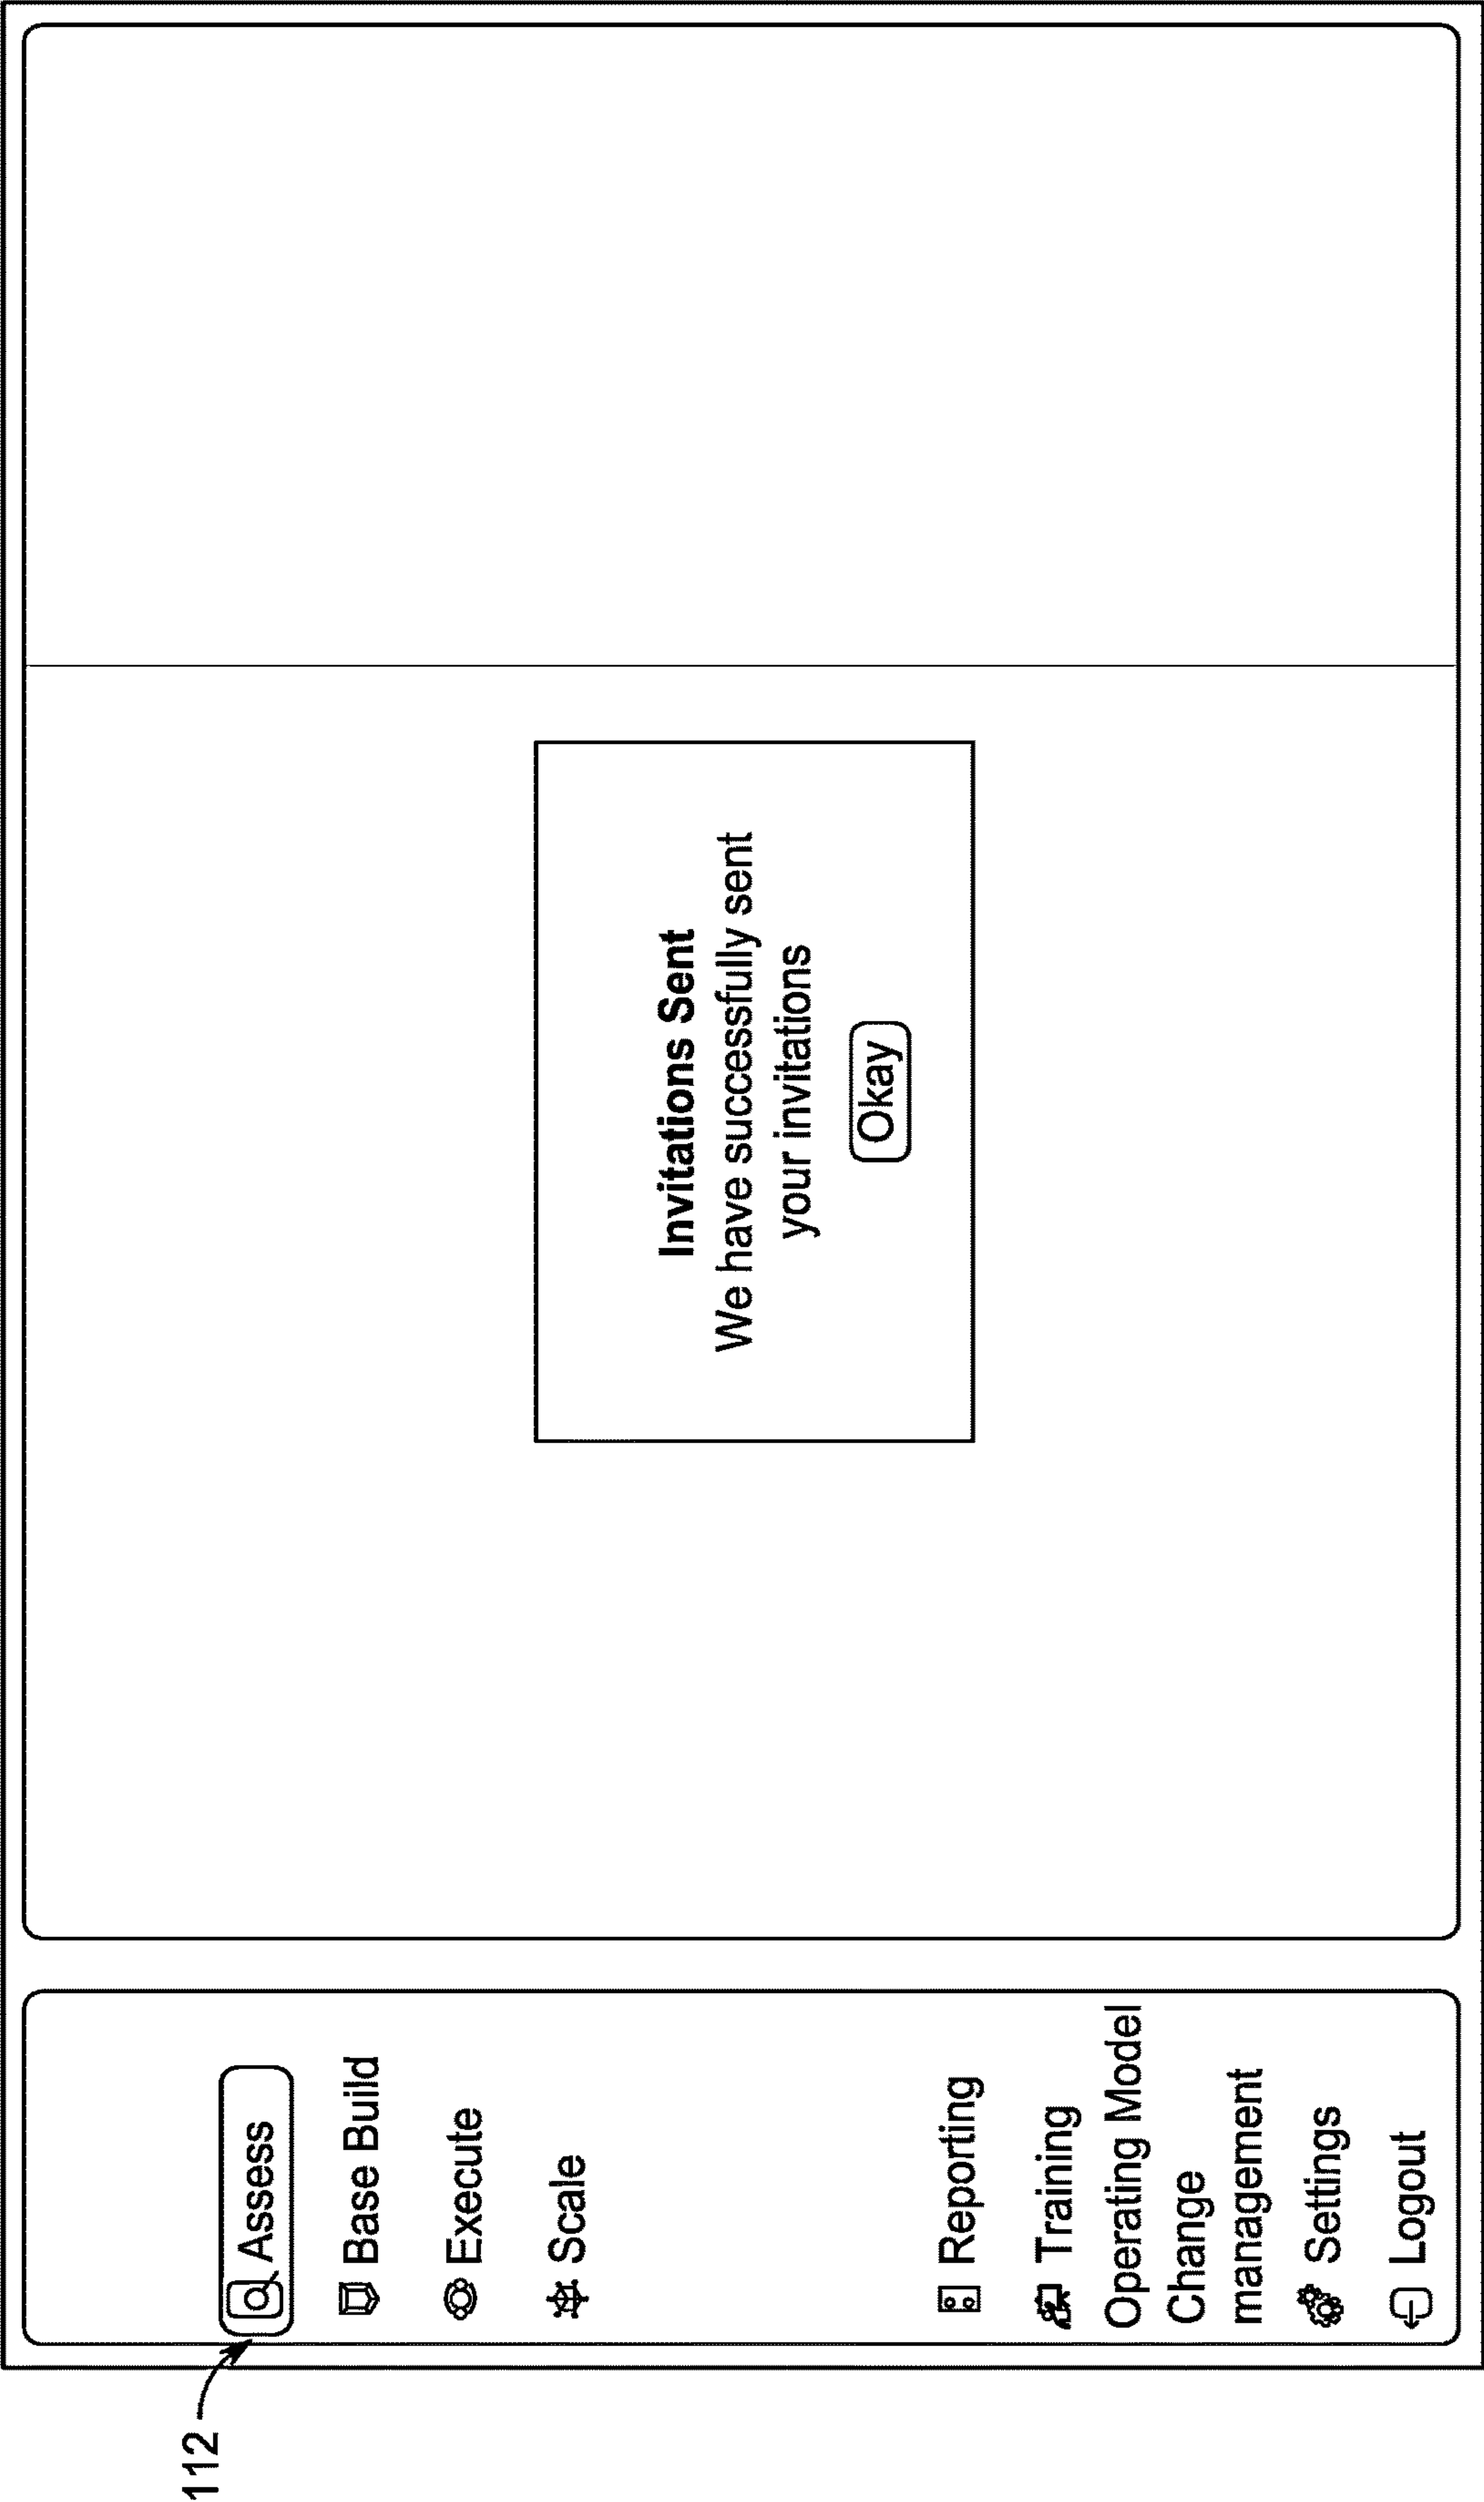 112
Assess
Base Build
Execute
Scale
Reporting
Training
Operating Model
Change
management
Settings
Logout
Invitations Sent
We have successfully sent
your invitations
Okay